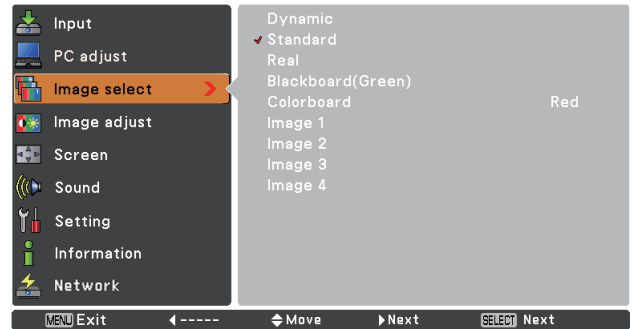 Input
PC adjust
Image select
Image adjust
Screen
Sound
Setting
Information
Network
Dynamic
Standard
Real
Blackboard(Green)
Colorboard Red
Image 1
Image 2
Image 3
Image 4
MENU Exit ----- Move Next SELECT Next